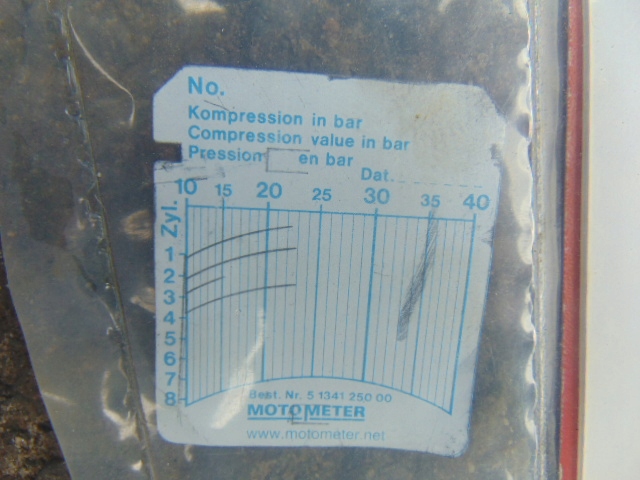 No.
Kompression in bar
Compression value in bar
Pression en bar
Dat.
10 15 20 25 30 35 40
Zyl.
1
2
3
4
5
6
7
8
Best. Nr. 5 1341 250 00
MOTOMETER
www.motometer.net